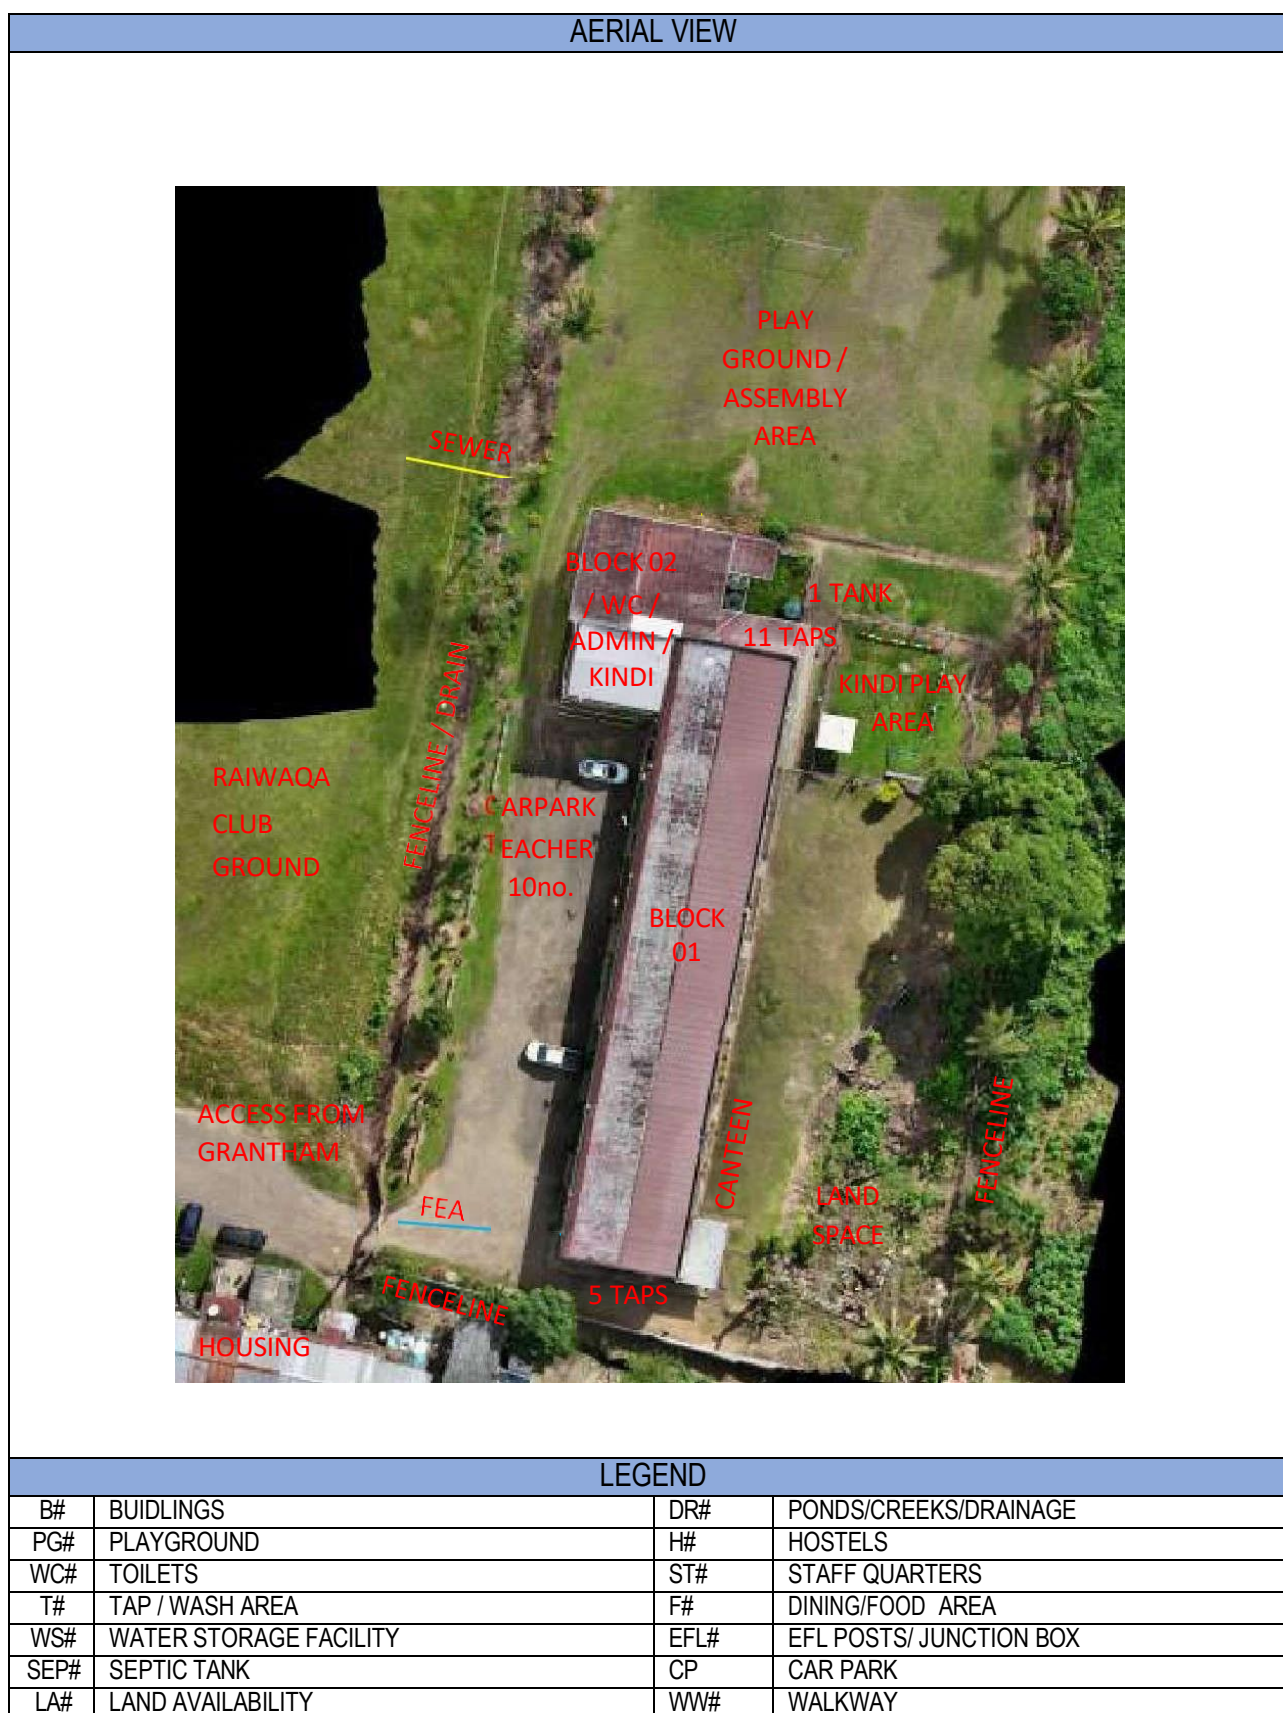 AERIAL VIEW
PLAY
GROUND /
ASSEMBLY
AREA
SEWER
BLOCK 02
/ WC /
ADMIN /
KINDI
1 TANK
11 TAPS
KINDI PLAY
AREA
FENCELINE / DRAIN
RAIWAQA
CLUB
GROUND
CARPARK
TEACHER
10no.
BLOCK
01
ACCESS FROM
GRANTHAM
CANTEEN
FENCELINE
LAND
SPACE
FEA
FENCELINE
5 TAPS
HOUSING
LEGEND
B# BUIDLINGS DR# PONDS/CREEKS/DRAINAGE
PG# PLAYGROUND H# HOSTELS
WC# TOILETS ST# STAFF QUARTERS
T# TAP / WASH AREA F# DINING/FOOD AREA
WS# WATER STORAGE FACILITY EFL# EFL POSTS/ JUNCTION BOX
SEP# SEPTIC TANK CP CAR PARK
LA# LAND AVAILABILITY WW# WALKWAY